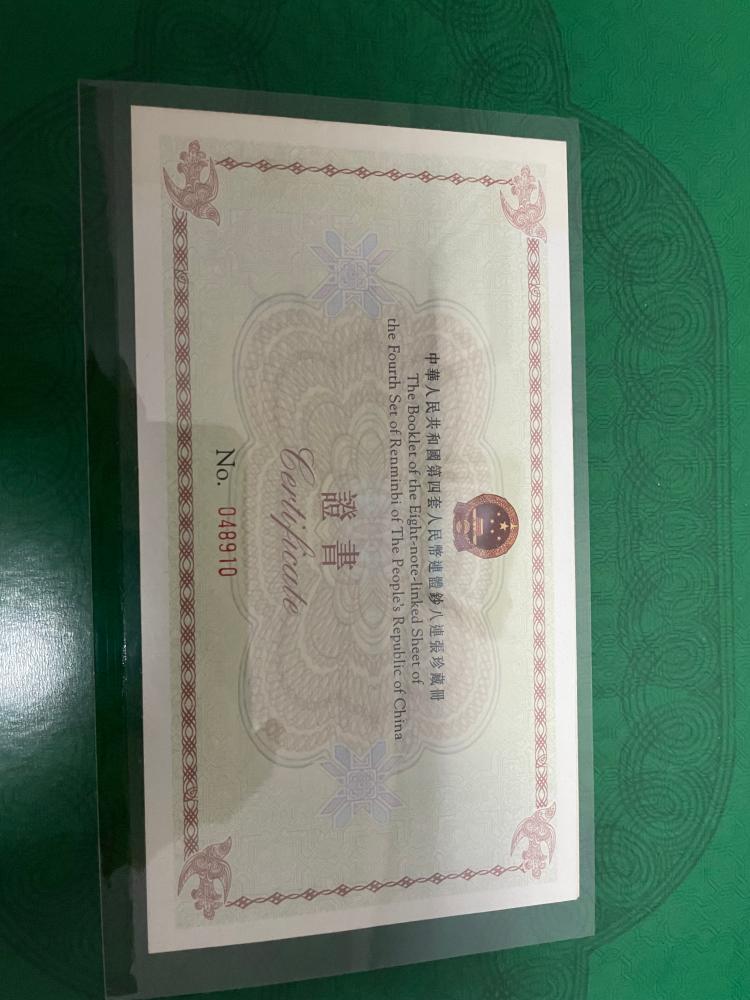 中華人民共和國第四套人民幣連體鈔八連張珍藏冊
The Booklet of the Eight-note-linked Sheet of
the Fourth Set of Renminbi of The People's Republic of China
證書
Certificate
No. 048910